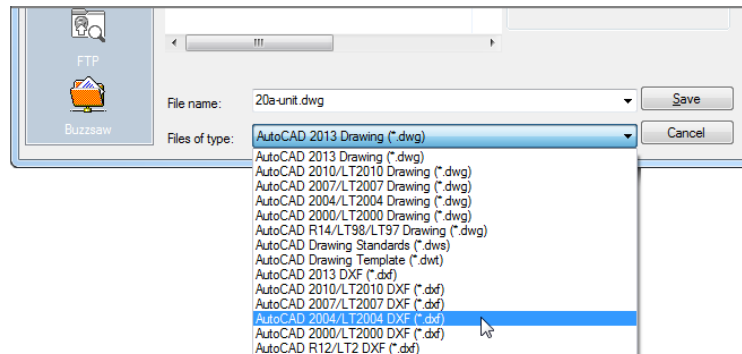 FTP
Buzzsaw
File name: 20a-unit.dwg Save
Files of type: AutoCAD 2013 Drawing (*.dwg) Cancel
AutoCAD 2013 Drawing (*.dwg)
AutoCAD 2010/LT2010 Drawing (*.dwg)
AutoCAD 2007/LT2007 Drawing (*.dwg)
AutoCAD 2004/LT2004 Drawing (*.dwg)
AutoCAD 2000/LT2000 Drawing (*.dwg)
AutoCAD R14/LT98/LT97 Drawing (*.dwg)
AutoCAD Drawing Standards (*.dws)
AutoCAD Drawing Template (*.dwt)
AutoCAD 2013 DXF (*.dxf)
AutoCAD 2010/LT2010 DXF (*.dxf)
AutoCAD 2007/LT2007 DXF (*.dxf)
AutoCAD 2004/LT2004 DXF (*.dxf)
AutoCAD 2000/LT2000 DXF (*.dxf)
AutoCAD R12/LT2 DXF (*.dxf)